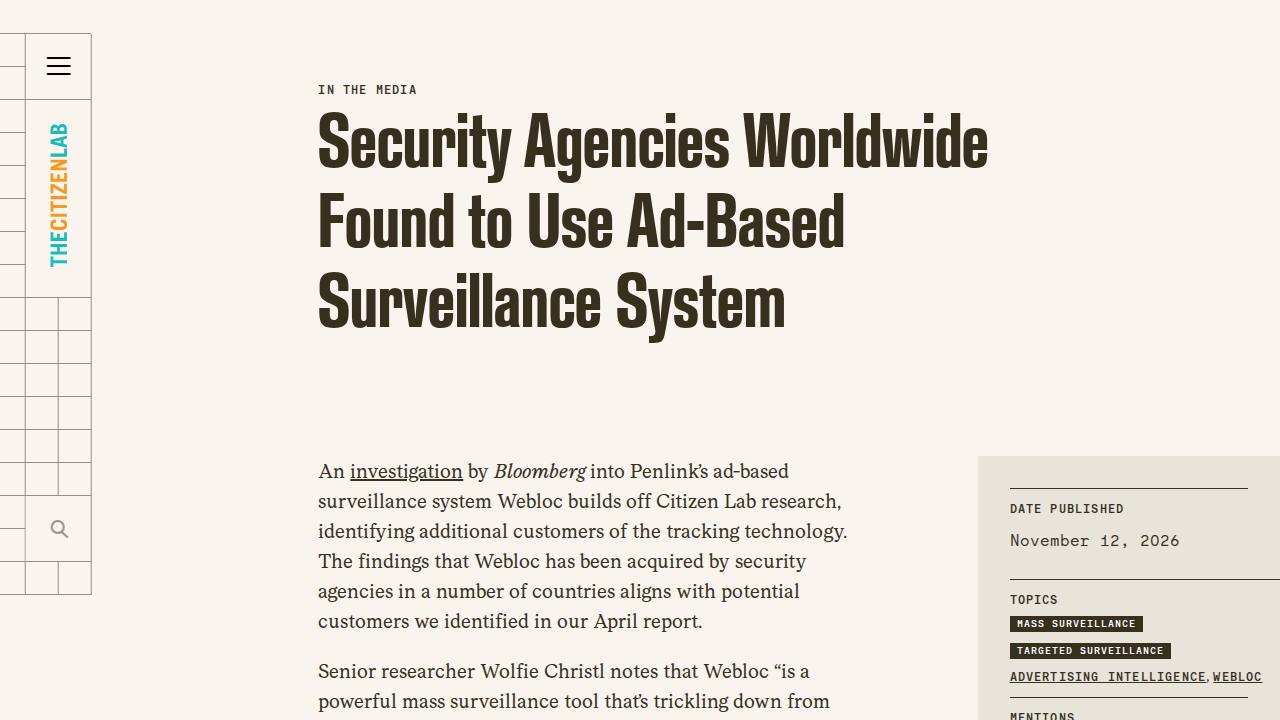 THECITIZENLAB
IN THE MEDIA
Security Agencies Worldwide
Found to Use Ad-Based
Surveillance System
An investigation by Bloomberg into Penlink's ad-based
surveillance system Webloc builds off Citizen Lab research,
identifying additional customers of the tracking technology.
The findings that Webloc has been acquired by security
agencies in a number of countries aligns with potential
customers we identified in our April report.
Senior researcher Wolfie Christl notes that Webloc “is a
powerful mass surveillance tool that's trickling down from
DATE PUBLISHED
November 12, 2026
TOPICS
MASS SURVEILLANCE
TARGETED SURVEILLANCE
ADVERTISING INTELLIGENCE, WEBLOC
MENTIONS